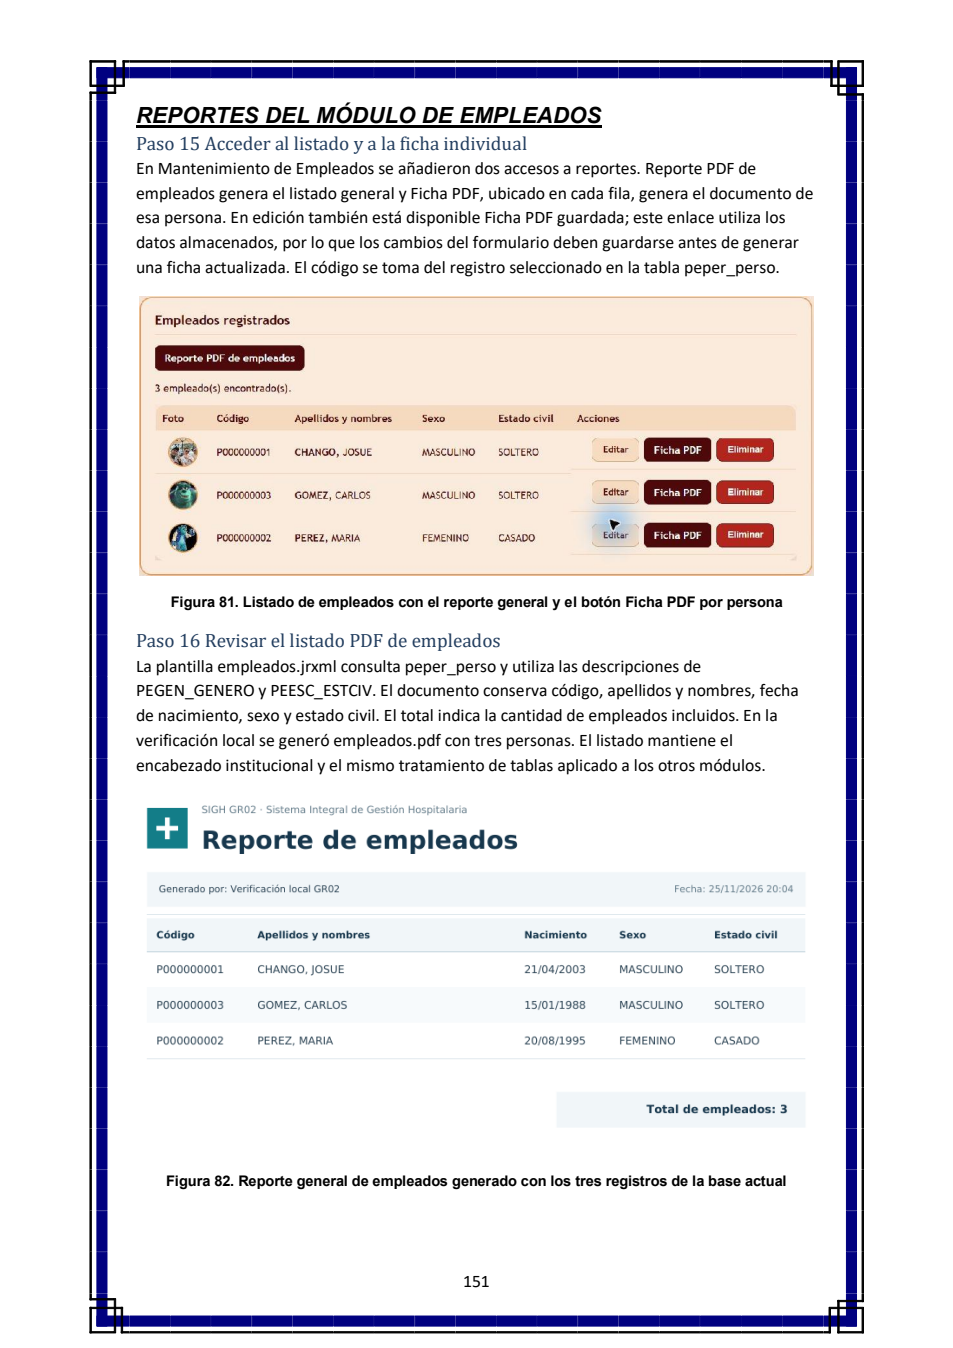 REPORTES DEL MÓDULO DE EMPLEADOS
Paso 15 Acceder al listado y a la ficha individual
En Mantenimiento de Empleados se añadieron dos accesos a reportes. Reporte PDF de
empleados genera el listado general y Ficha PDF, ubicado en cada fila, genera el documento de
esa persona. En edición también está disponible Ficha PDF guardada; este enlace utiliza los
datos almacenados, por lo que los cambios del formulario deben guardarse antes de generar
una ficha actualizada. El código se toma del registro seleccionado en la tabla peper_perso.
Empleados registrados
Reporte PDF de empleados
3 empleado(s) encontrado(s).
Foto Código Apellidos y nombres Sexo Estado civil Acciones
P000000001 CHANGO, JOSUE MASCULINO SOLTERO Editar Ficha PDF Eliminar
P000000003 GOMEZ, CARLOS MASCULINO SOLTERO Editar Ficha PDF Eliminar
P000000002 PEREZ, MARIA FEMENINO CASADO Editar Ficha PDF Eliminar
Figura 81. Listado de empleados con el reporte general y el botón Ficha PDF por persona
Paso 16 Revisar el listado PDF de empleados
La plantilla empleados.jrxml consulta peper_perso y utiliza las descripciones de
PEGEN_GENERO y PEESC_ESTCIV. El documento conserva código, apellidos y nombres, fecha
de nacimiento, sexo y estado civil. El total indica la cantidad de empleados incluidos. En la
verificación local se generó empleados.pdf con tres personas. El listado mantiene el
encabezado institucional y el mismo tratamiento de tablas aplicado a los otros módulos.
SIGH GR02 · Sistema Integral de Gestión Hospitalaria
Reporte de empleados
Generado por: Verificación local GR02 Fecha: 25/11/2026 20:04
Código Apellidos y nombres Nacimiento Sexo Estado civil
P000000001 CHANGO, JOSUE 21/04/2003 MASCULINO SOLTERO
P000000003 GOMEZ, CARLOS 15/01/1988 MASCULINO SOLTERO
P000000002 PEREZ, MARIA 20/08/1995 FEMENINO CASADO
Total de empleados: 3
Figura 82. Reporte general de empleados generado con los tres registros de la base actual
151